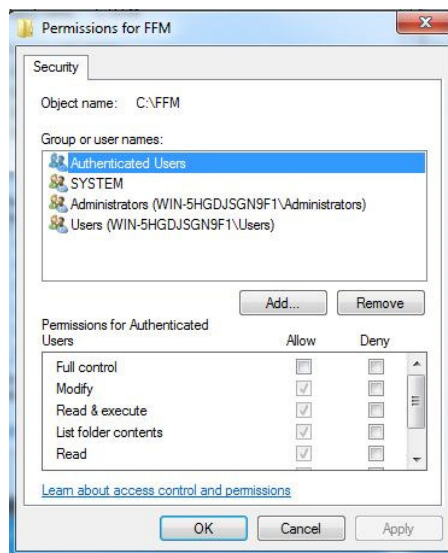 Permissions for FFM
Security
Object name: C:\FFM
Group or user names:
Authenticated Users
SYSTEM
Administrators (WIN-5HGDJSGN9F1\Administrators)
Users (WIN-5HGDJSGN9F1\Users)
Add... Remove
Permissions for Authenticated
Users Allow Deny
Full control
Modify
Read & execute
List folder contents
Read
Learn about access control and permissions
OK Cancel Apply